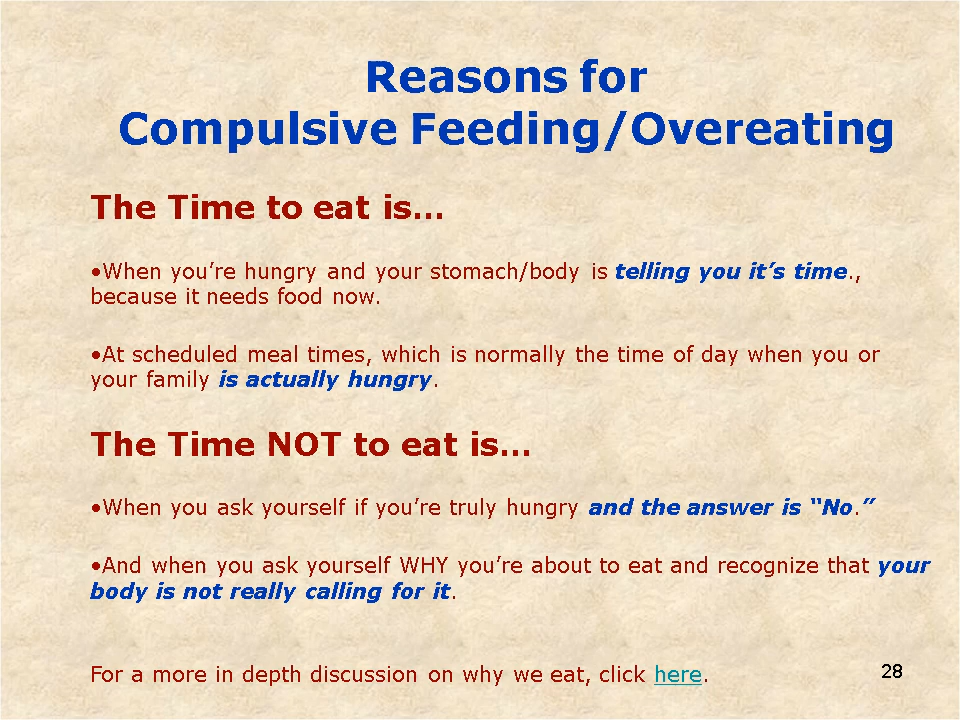 Reasons for
Compulsive Feeding/Overeating
The Time to eat is…
•When you’re hungry and your stomach/body is telling you it’s time.,
because it needs food now.
•At scheduled meal times, which is normally the time of day when you or
your family is actually hungry.
The Time NOT to eat is…
•When you ask yourself if you’re truly hungry and the answer is “No.”
•And when you ask yourself WHY you’re about to eat and recognize that your
body is not really calling for it.
For a more in depth discussion on why we eat, click here.
28